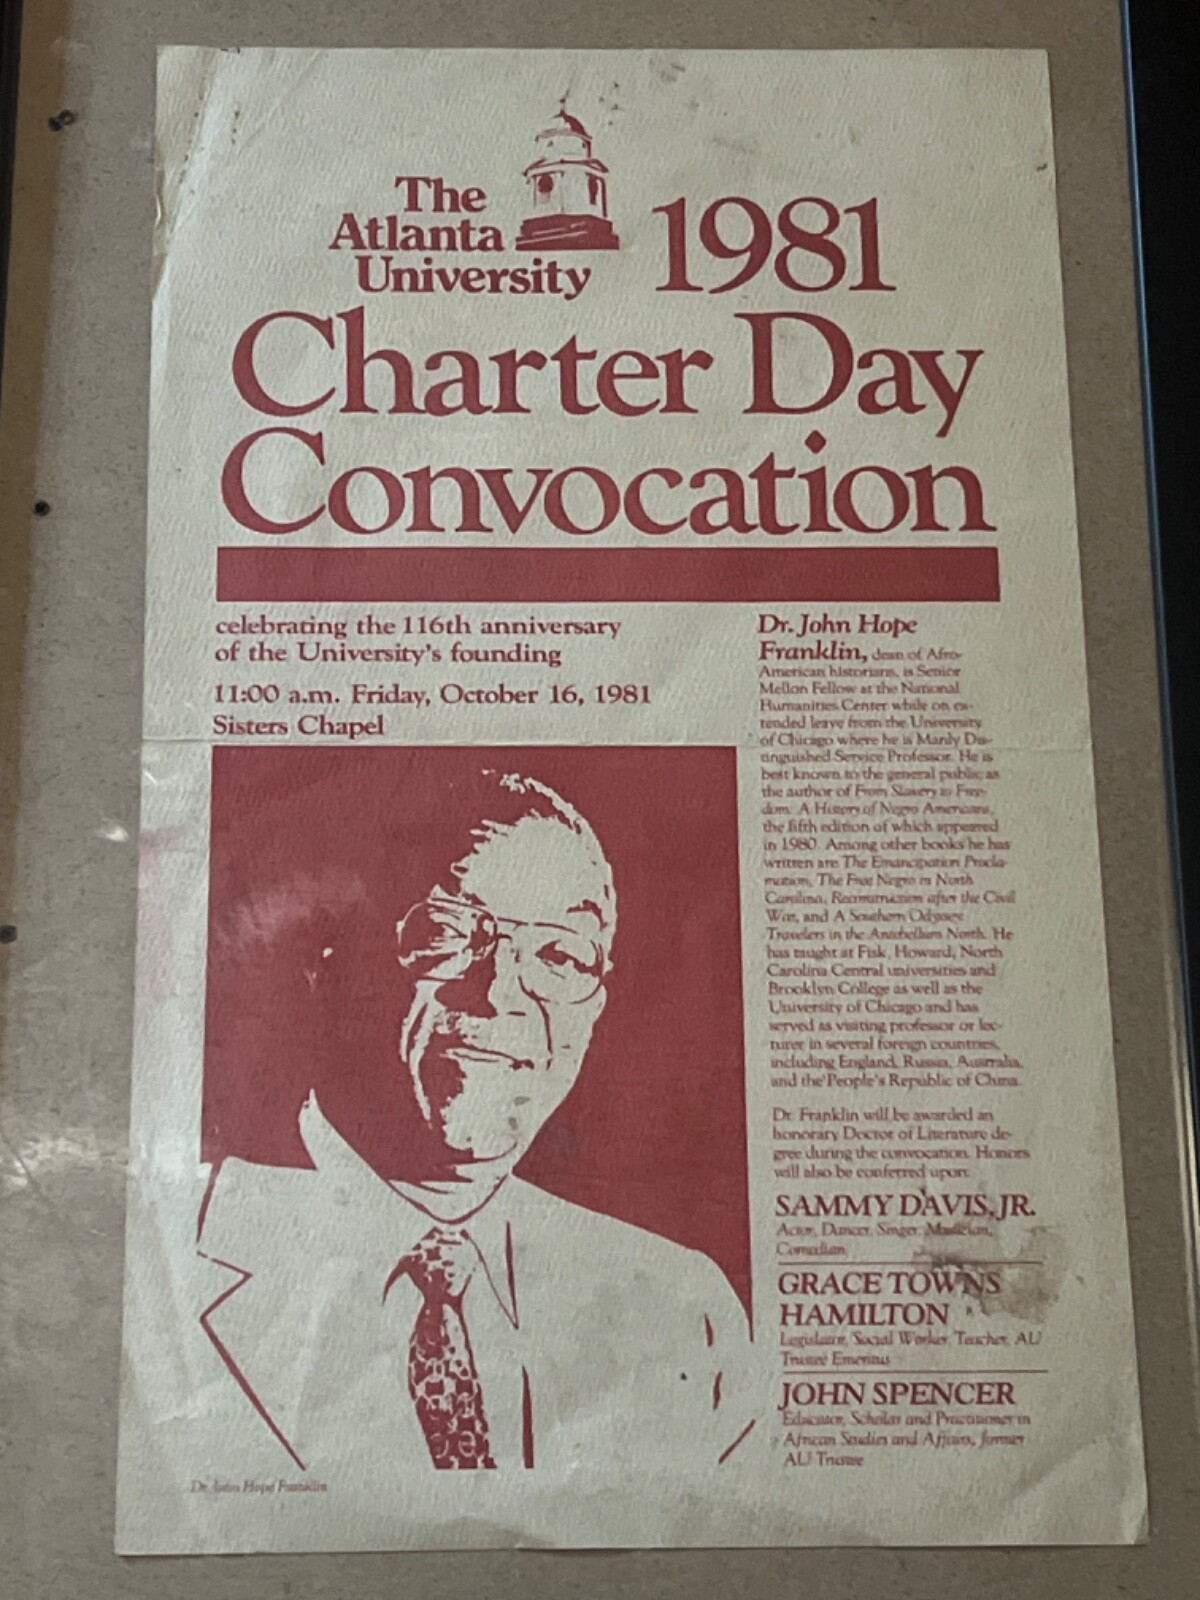 The
Atlanta
University
1981
Charter Day
Convocation
celebrating the 116th anniversary
of the University's founding
11:00 a.m. Friday, October 16, 1981
Sisters Chapel
Dr. John Hope
Franklin, dean of Afro-
American historians, is Senior
Mellon Fellow at the National
Humanities Center while on ex-
tended leave from the University
of Chicago where he is Manly Dis-
tinguished Service Professor. He is
best known to the general public as
the author of From Slavery to Free-
dom: A History of Negro Americans,
the fifth edition of which appeared
in 1980. Among other books he has
written are The Emancipation Procla-
mation, The Free Negro in North
Carolina, Reconstruction after the Civil
War, and A Southern Odyssey:
Travelers in the Antebellum North. He
has taught at Fisk, Howard, North
Carolina Central universities and
Brooklyn College as well as the
University of Chicago and has
served as visiting professor or lec-
turer in several foreign countries,
including England, Russia, Australia,
and the People's Republic of China.
Dr. Franklin will be awarded an
honorary Doctor of Literature de-
gree during the convocation. Honors
will also be conferred upon:
SAMMY DAVIS, JR.
Actor, Dancer, Singer, Musician,
Comedian,
GRACE TOWNS
HAMILTON
Legislator, Social Worker, Teacher, AU
Trustee Emeritus
JOHN SPENCER
Educator, Scholar and Practitioner in
African Studies and Affairs, former
AU Trustee
Dr. John Hope Franklin